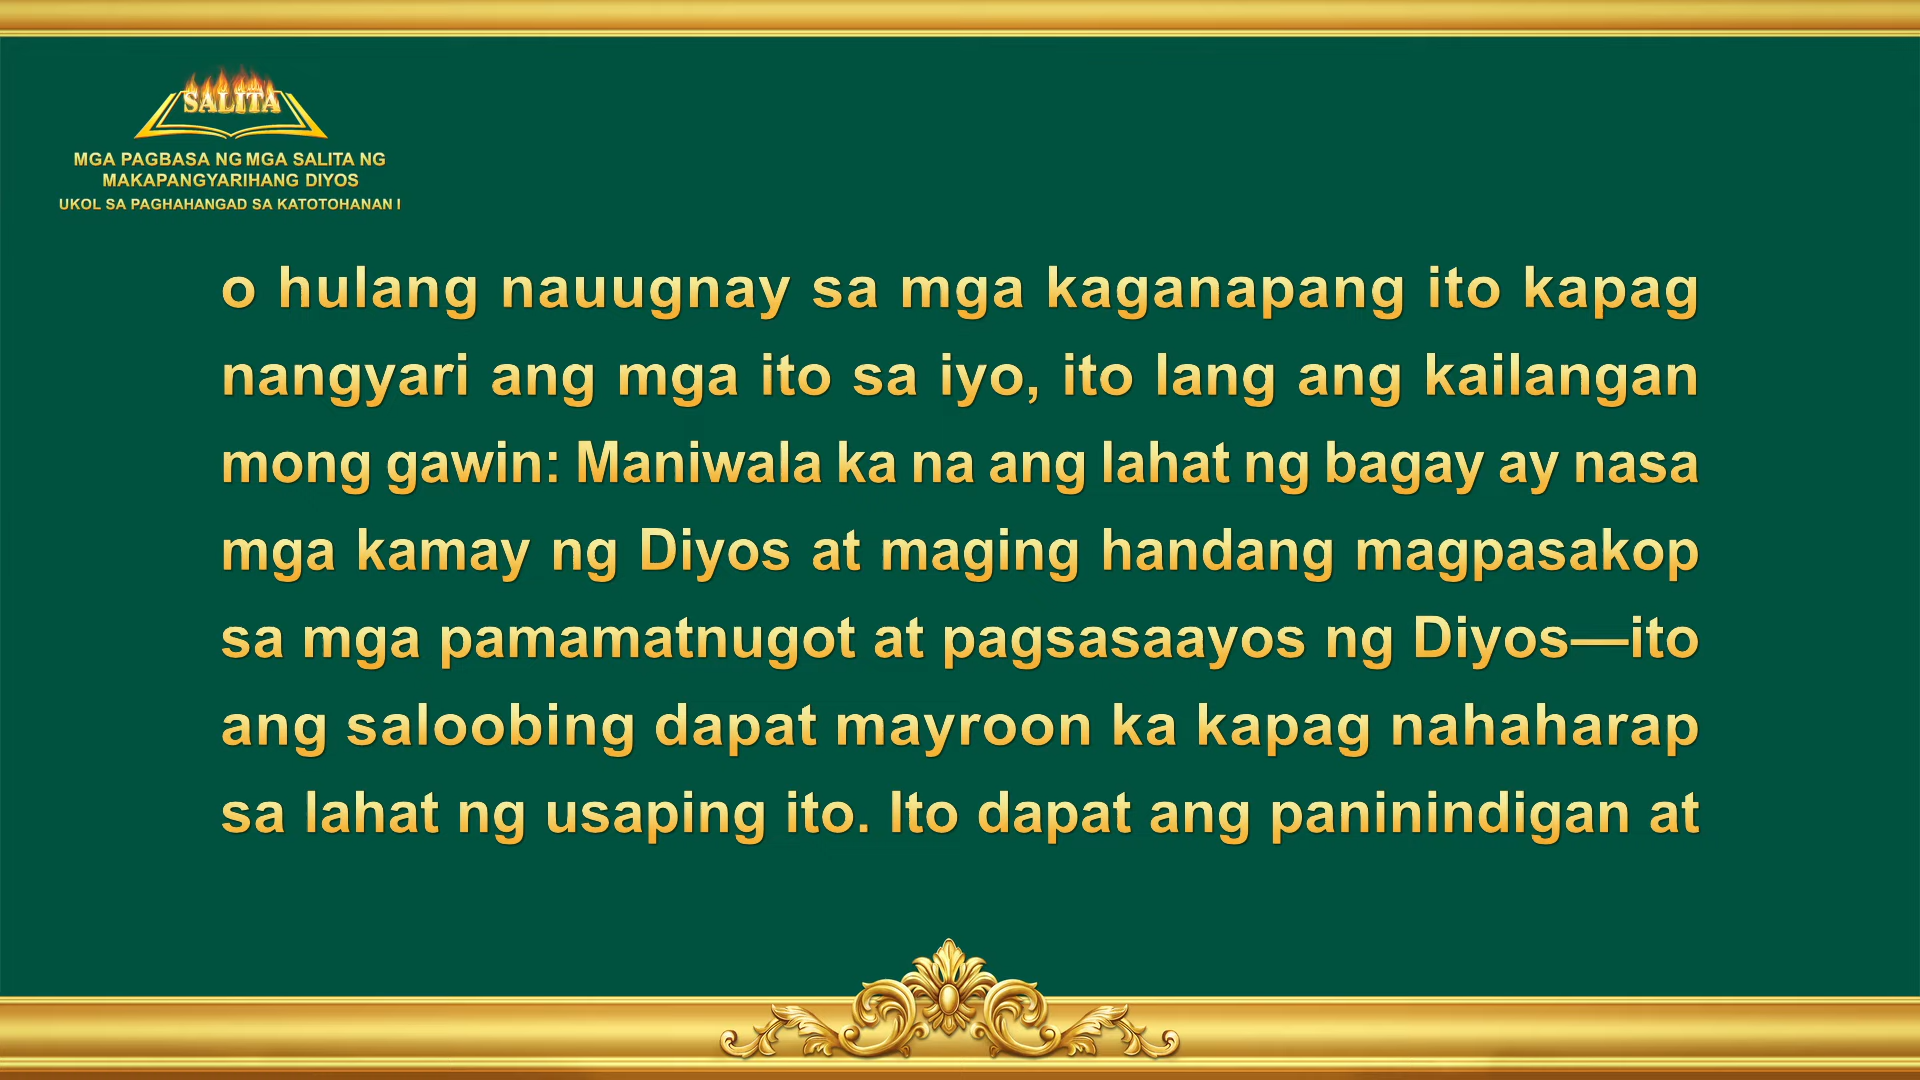 SALITA
MGA PAGBASA NG MGA SALITA NG
MAKAPANGYARIHANG DIYOS
UKOL SA PAGHAHANGAD SA KATOTOHANAN I
o hulang nauugnay sa mga kaganapang ito kapag
nangyari ang mga ito sa iyo, ito lang ang kailangan
mong gawin: Maniwala ka na ang lahat ng bagay ay nasa
mga kamay ng Diyos at maging handang magpasakop
sa mga pamamatnugot at pagsasaayos ng Diyos—ito
ang saloobing dapat mayroon ka kapag nahaharap
sa lahat ng usaping ito. Ito dapat ang paninindigan at